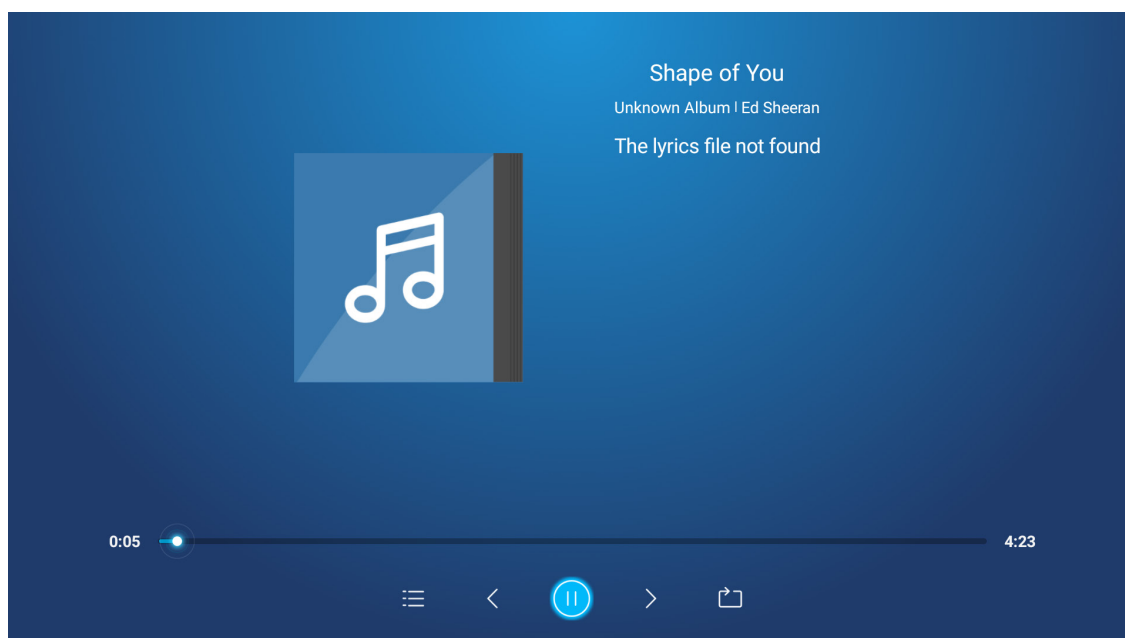 Shape of You
Unknown Album | Ed Sheeran
The lyrics file not found
0:05
4:23